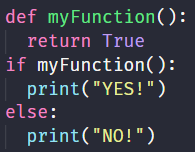 def myFunction():
  return True
if myFunction():
  print("YES!")
else:
  print("NO!")